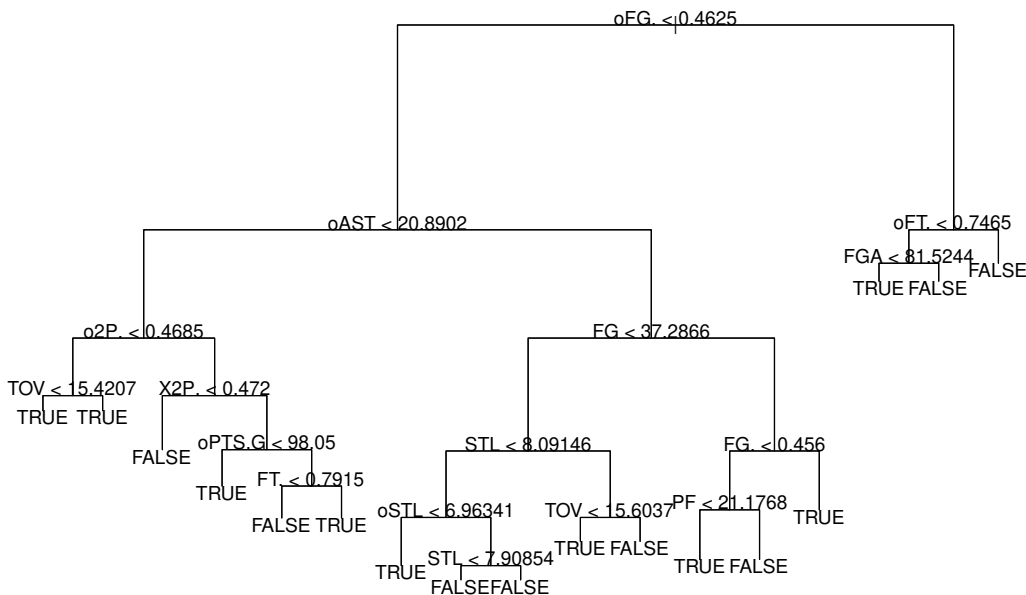 oFG. < 0.4625
oAST < 20.8902
oFT. < 0.7465
FGA < 81.5244
FALSE
TRUE FALSE
o2P. < 0.4685
FG < 37.2866
TOV < 15.4207
X2P. < 0.472
TRUE TRUE
oPTS.G < 98.05
STL < 8.09146
FG. < 0.456
FALSE
FT. < 0.7915
TRUE
PF < 21.1768
oSTL < 6.96341
TOV < 15.6037
TRUE
FALSE TRUE
TRUE FALSE
STL < 7.90854
TRUE FALSE
TRUE
FALSE FALSE